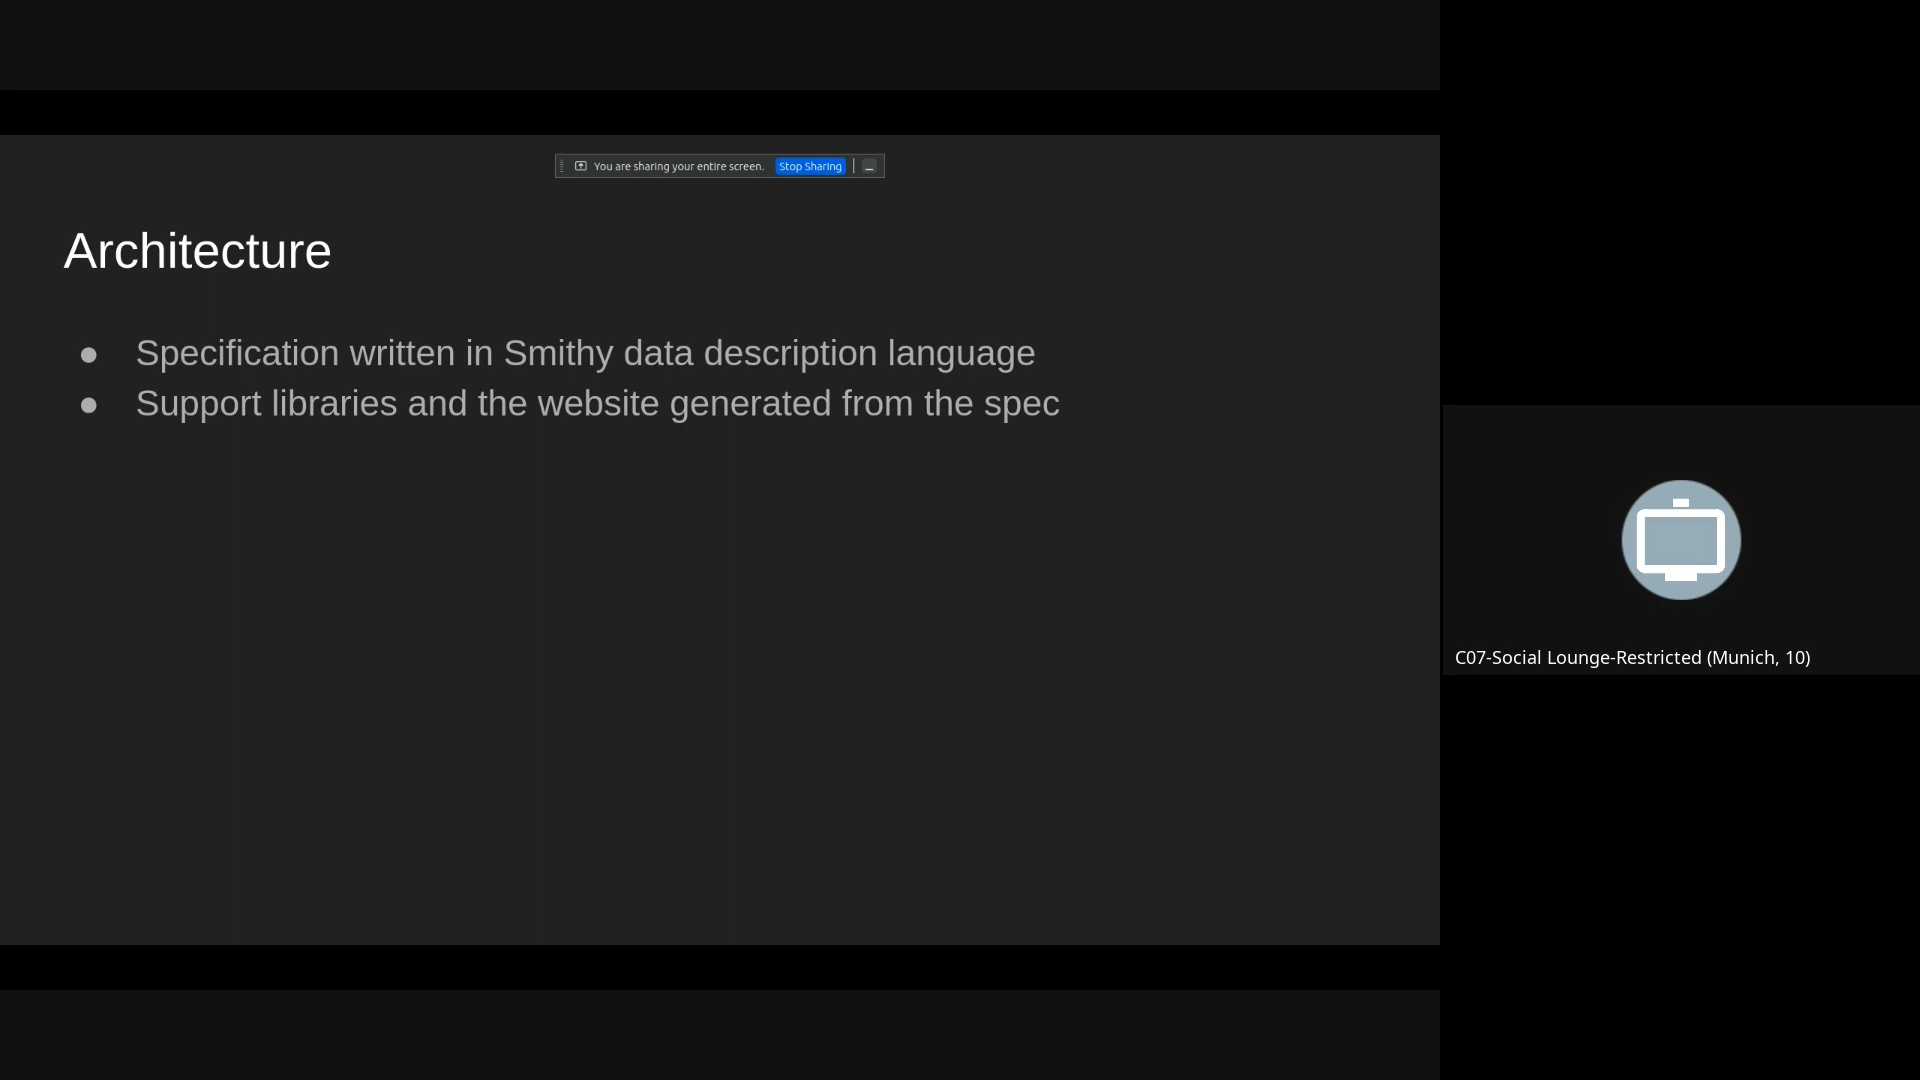 You are sharing your entire screen. Stop Sharing
Architecture
● Specification written in Smithy data description language
● Support libraries and the website generated from the spec
C07-Social Lounge-Restricted (Munich, 10)